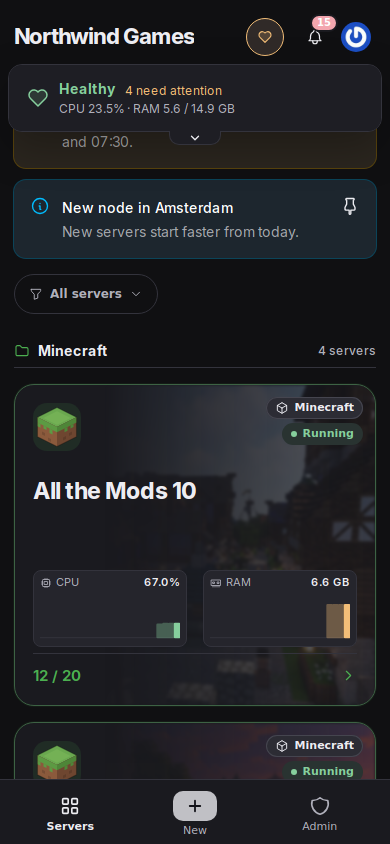 Northwind Games
15
Healthy 4 need attention
CPU 23.5% · RAM 5.6 / 14.9 GB
and 07:30.
New node in Amsterdam
New servers start faster from today.
All servers
Minecraft 4 servers
Minecraft
Running
All the Mods 10
CPU 67.0% RAM 6.6 GB
12 / 20
Minecraft
Running
Servers New Admin